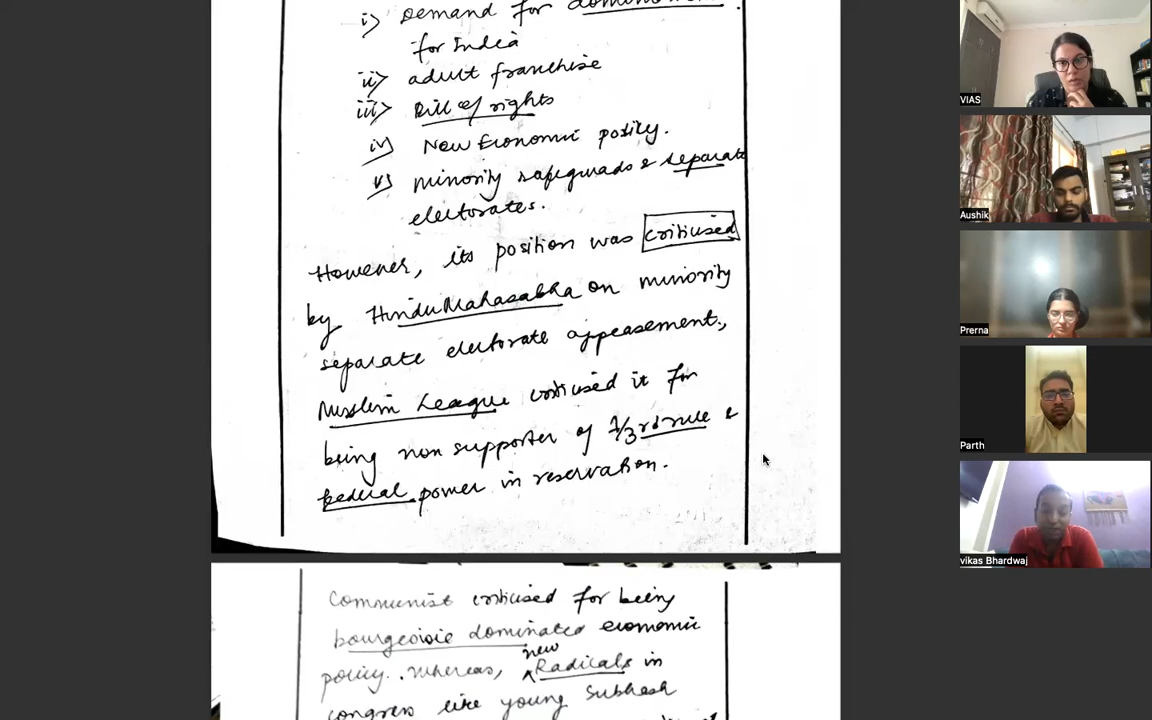 i) Demand for dominion
for India
ii) adult franchise
iii) Bill of rights
iv) New Economic policy.
v) minority safeguads & separate
electorates.
However, its position was criticised
by Hindu Mahasabha on minority
separate electorate appeasement,
Muslim League criticised it for
being non supporter of 1/3rd rule &
federal power in reservation.
Communist criticised for being
bourgeoisie dominated economic
policy. Whereas, new Radicals in
congress like young Subhash
VIAS
Aushik
Prerna
Parth
vikas Bhardwaj